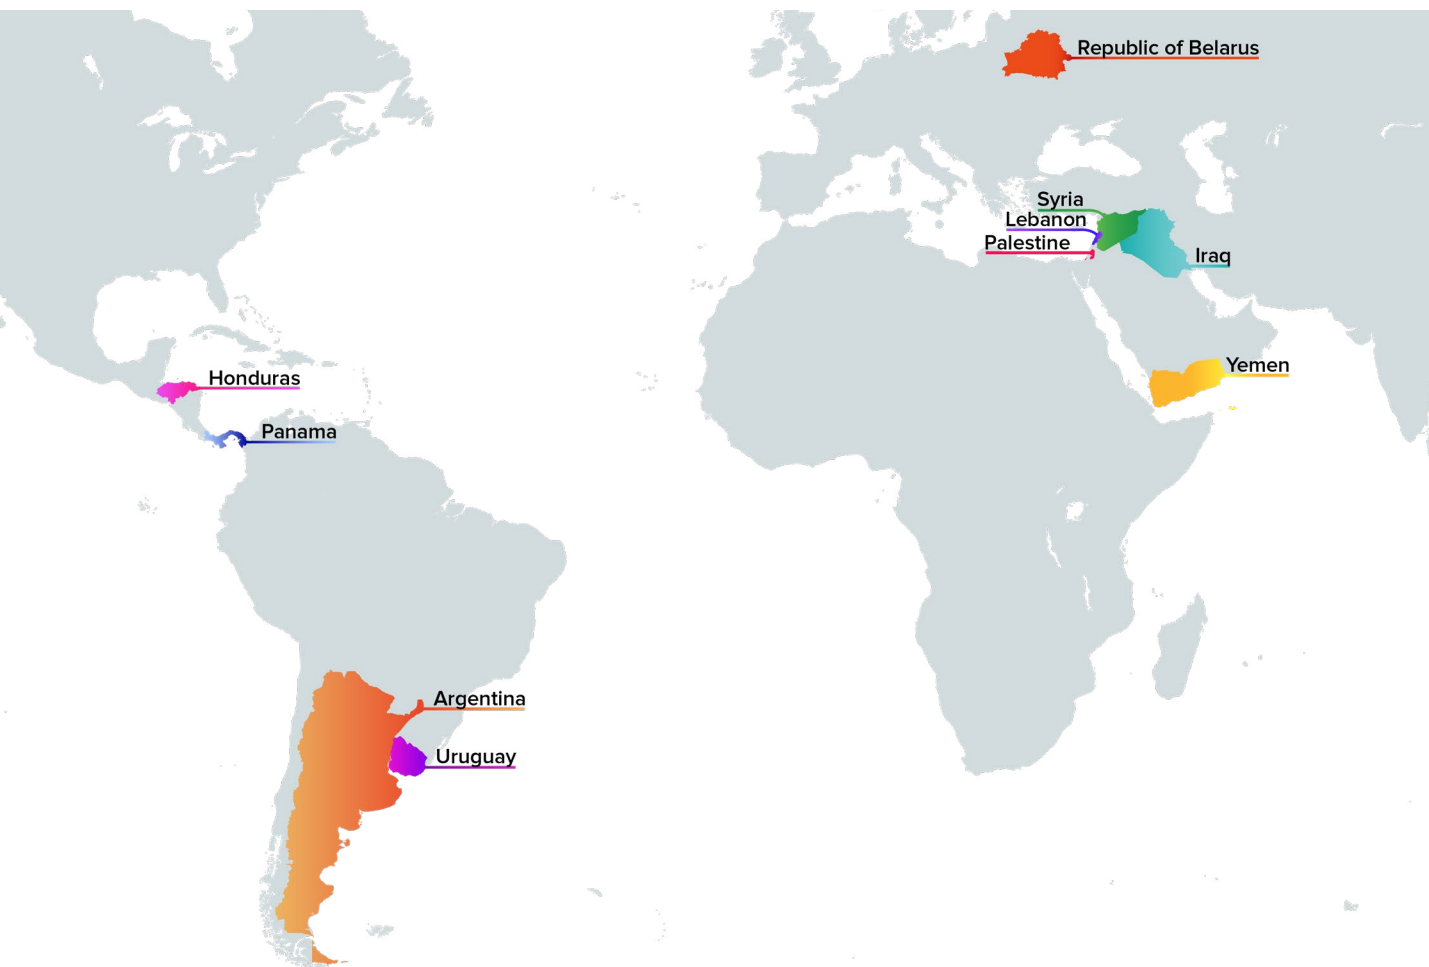 Republic of Belarus
Syria
Lebanon
Palestine
Iraq
Yemen
Honduras
Panama
Argentina
Uruguay